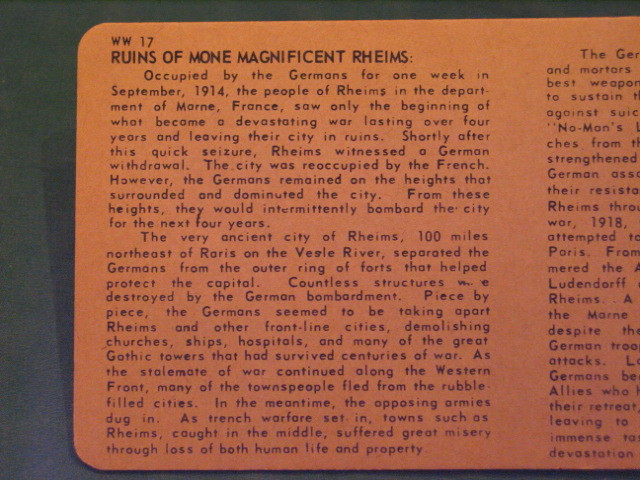 WW 17
RUINS OF MONE MAGNIFICENT RHEIMS:
Occupied by the Germans for one week in
September, 1914, the people of Rheims in the depart-
ment of Marne, France, saw only the beginning of
what became a devastating war lasting over four
years and leaving their city in ruins. Shortly after
this quick seizure, Rheims witnessed a German
withdrawal. The city was reoccupied by the French.
However, the Germans remained on the heights that
surrounded and dominated the city. From these
heights, they would intermittently bombard the city
for the next four years.
The very ancient city of Rheims, 100 miles
northeast of Raris on the Vesle River, separated the
Germans from the outer ring of forts that helped
protect the capital. Countless structures were
destroyed by the German bombardment. Piece by
piece, the Germans seemed to be taking apart
Rheims and other front-line cities, demolishing
churches, ships, hospitals, and many of the great
Gothic towers that had survived centuries of war. As
the stalemate of war continued along the Western
Front, many of the townspeople fled from the rubble-
filled cities. In the meantime, the opposing armies
dug in. As trench warfare set in, towns such as
Rheims, caught in the middle, suffered great misery
through loss of both human life and property.
The Ger
and mortars
best weapon
to sustain th
against suic
"No-Man's L
ches from th
strengthened
German assa
their resista
Rheims throu
war, 1918,
attempted to
Paris. From
mered the A
Ludendorff
Rheims. A
the Marne
despite the
German troop
attacks. Lo
Germans be
Allies who h
their retreat,
leaving to
immense tas
devastation